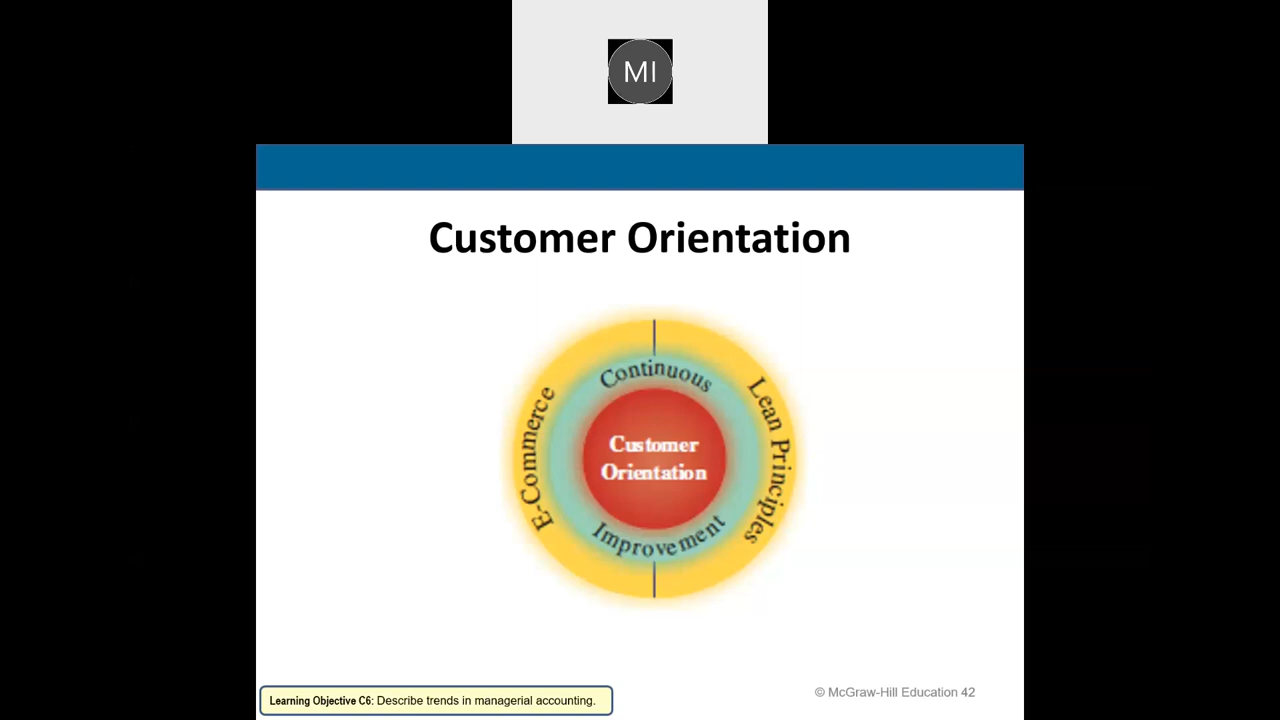 MI
Customer Orientation
Continuous
E-Commerce
Lean Principles
Customer
Orientation
Improvement
Learning Objective C6: Describe trends in managerial accounting.
© McGraw-Hill Education 42